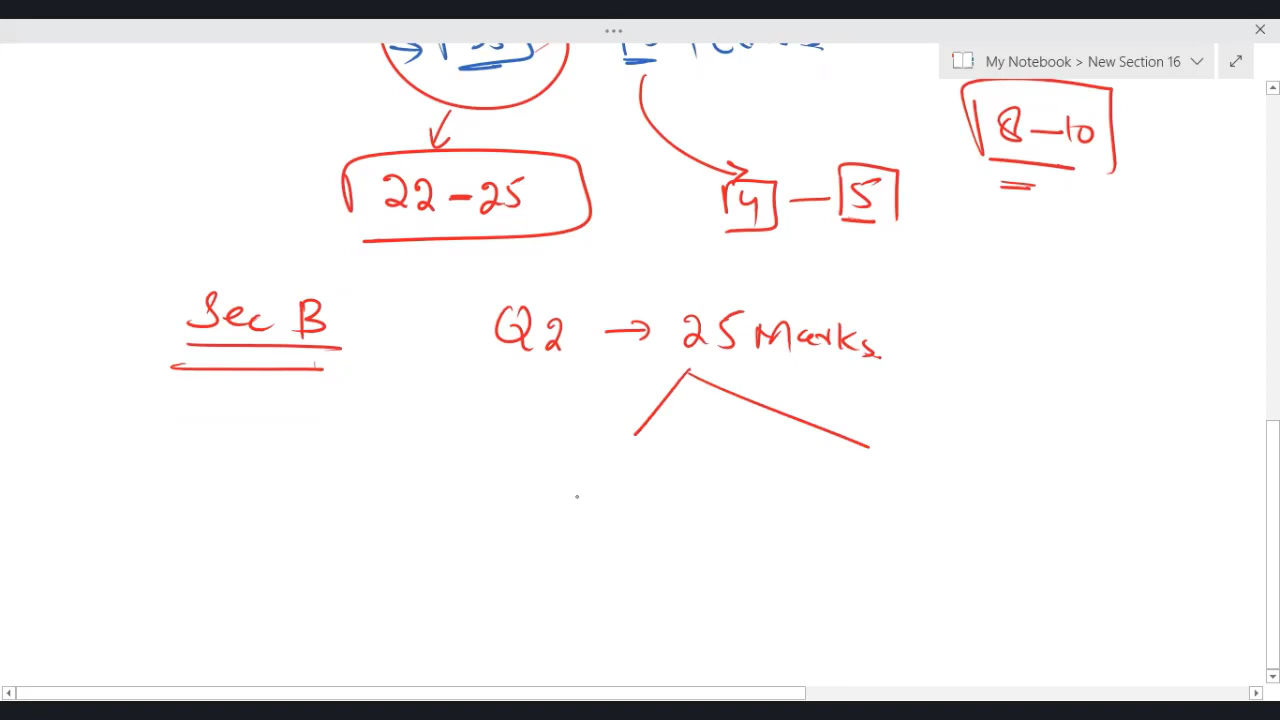 My Notebook > New Section 16
8-10
22-25
4 — 5
Sec B
Q2 → 25 Marks